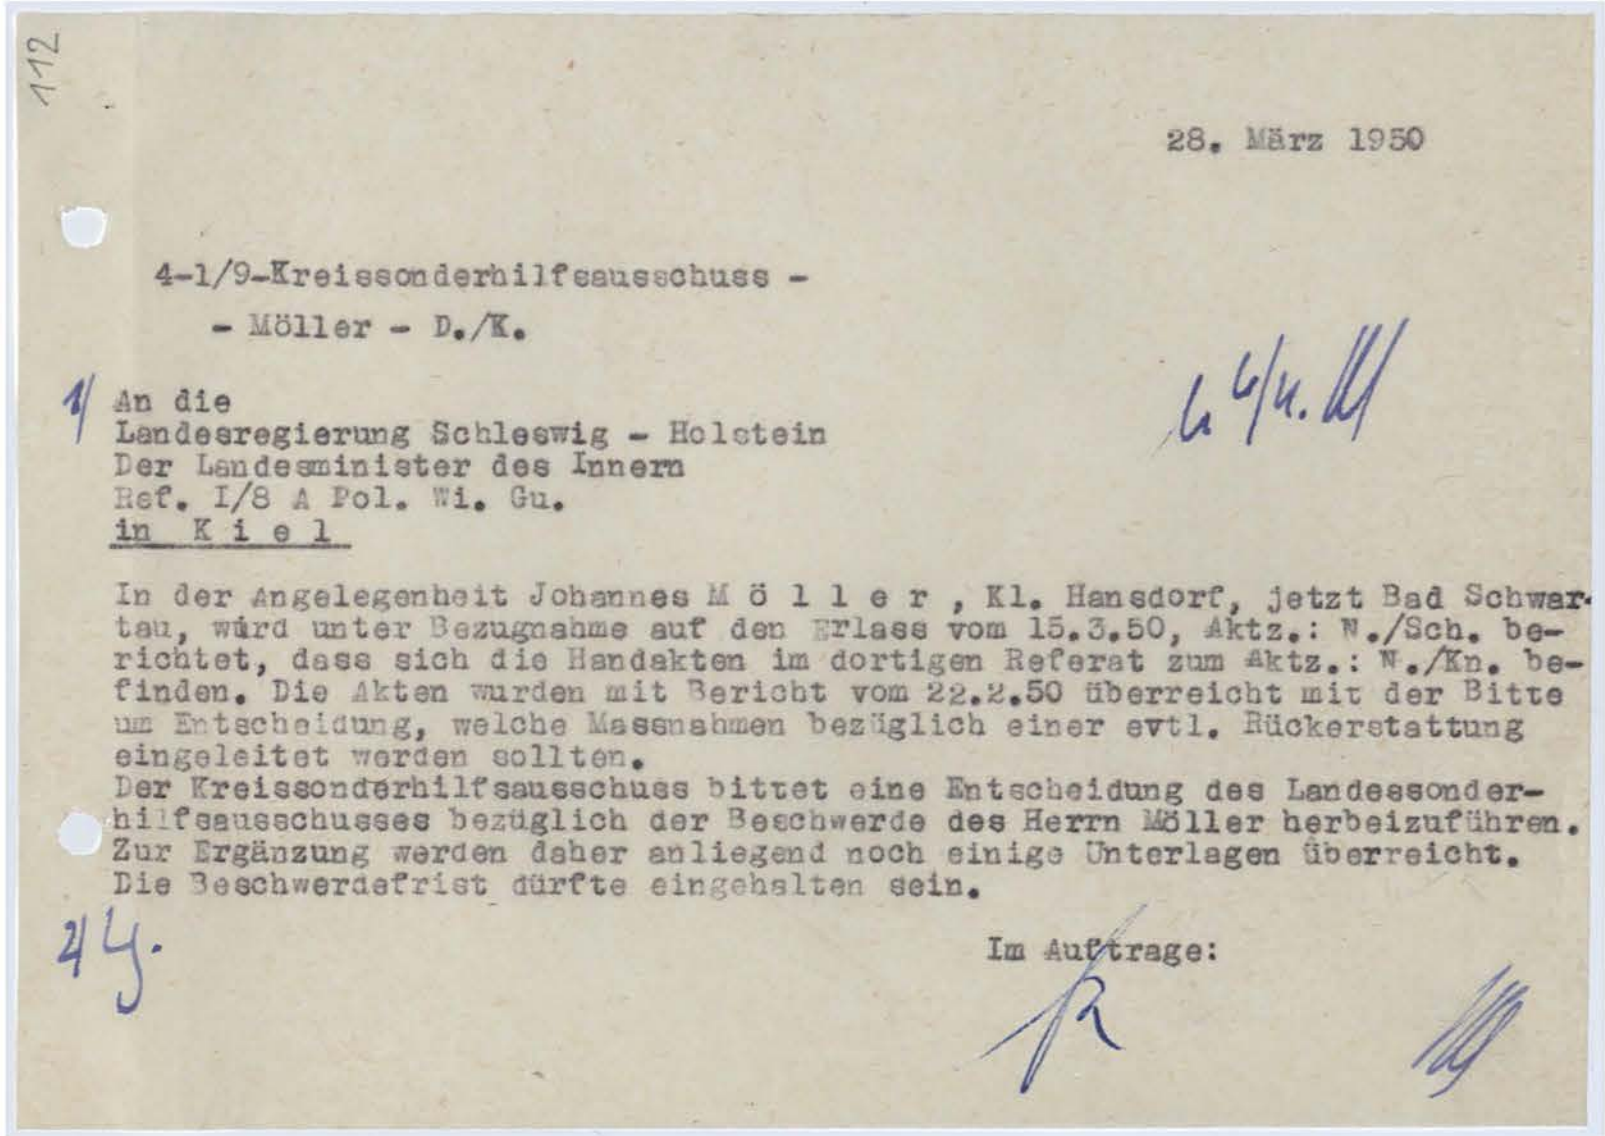 112
28. März 1950
4-1/9-Kreissonderhilfsausschuss -
- Möller - D./K.
1/ An die
Landesregierung Schleswig - Holstein
Der Landesminister des Innern
Ref. I/8 A Pol. Wi. Gu.
in K i e l
In der Angelegenheit Johannes M ö l l e r , Kl. Hansdorf, jetzt Bad Schwar-
tau, wird unter Bezugnahme auf den Erlass vom 15.3.50, Aktz.: N./Sch. be-
richtet, dass sich die Handakten im dortigen Referat zum Aktz.: N./Kn. be-
finden. Die Akten wurden mit Bericht vom 22.2.50 überreicht mit der Bitte
um Entscheidung, welche Massnahmen bezüglich einer evtl. Rückerstattung
eingeleitet werden sollten.
Der Kreissonderhilfsausschuss bittet eine Entscheidung des Landessonder-
hilfsausschusses bezüglich der Beschwerde des Herrn Möller herbeizuführen.
Zur Ergänzung werden daher anliegend noch einige Unterlagen überreicht.
Die Beschwerdefrist dürfte eingehalten sein.
2/
Im Auftrage: